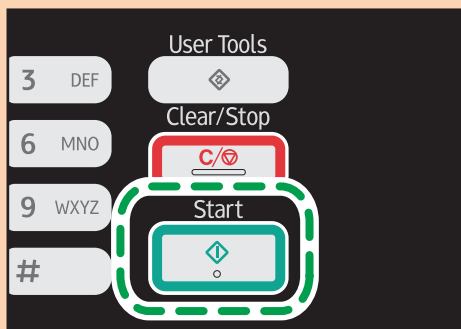 User Tools
3 DEF
Clear/Stop
6 MNO
C/
9 WXYZ
Start
#